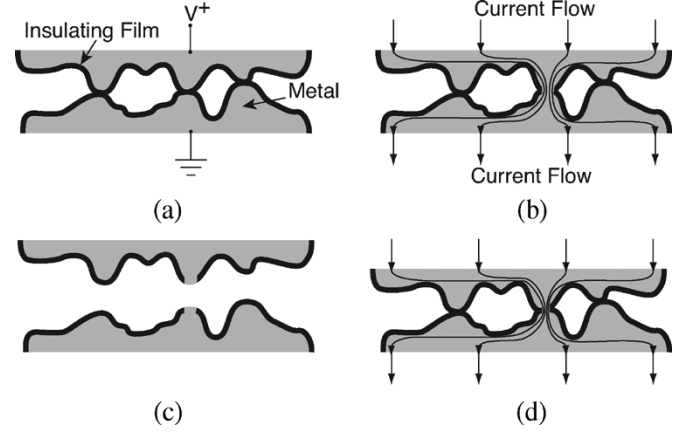 V+
Insulating Film
Metal
(a)
Current Flow
Current Flow
(b)
(c)
(d)